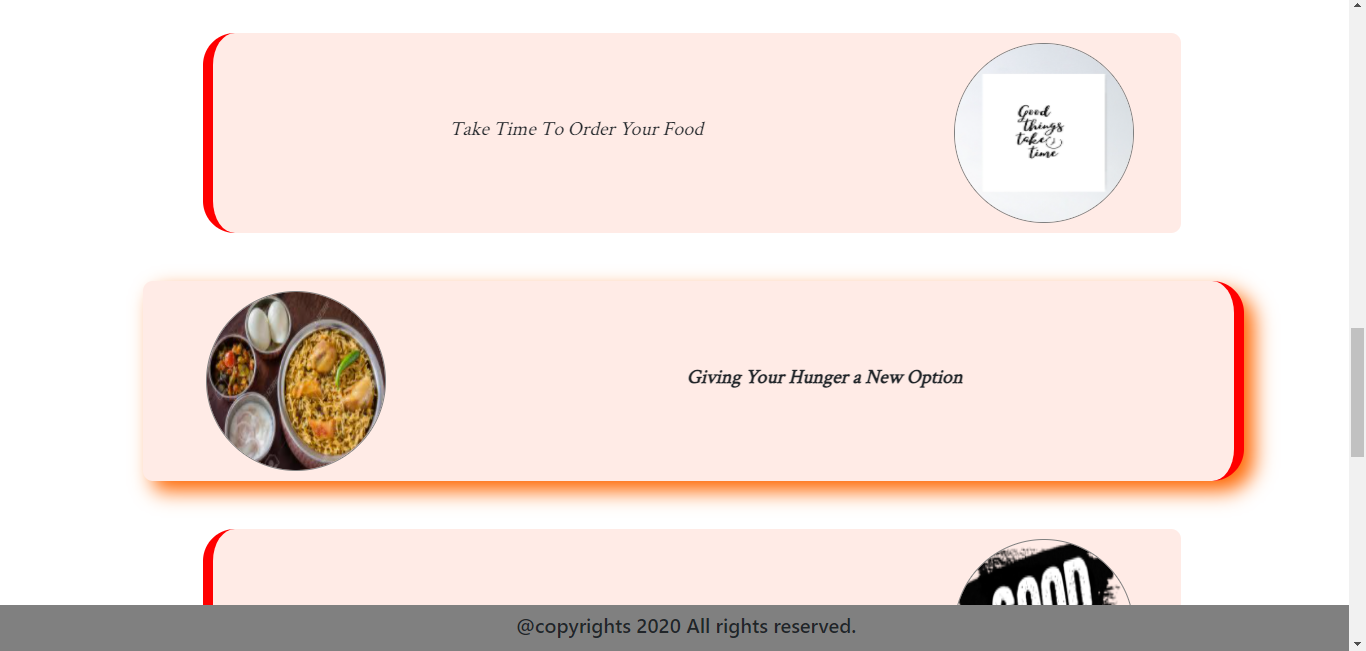 Take Time To Order Your Food
Good
things
take
time
Giving Your Hunger a New Option
GOOD
@copyrights 2020 All rights reserved.